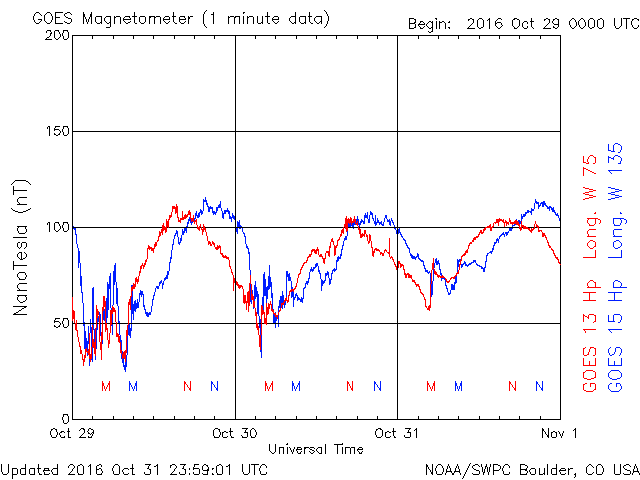 GOES Magnetometer (1 minute data)
Begin: 2016 Oct 29 0000 UTC
200
150
100
50
0
NanoTesla (nT)
M M N N M M N N M M N N
Oct 29 Oct 30 Oct 31 Nov 1
Universal Time
GOES 13 Hp Long. W 75
GOES 15 Hp Long. W 135
Updated 2016 Oct 31 23:59:01 UTC
NOAA/SWPC Boulder, CO USA